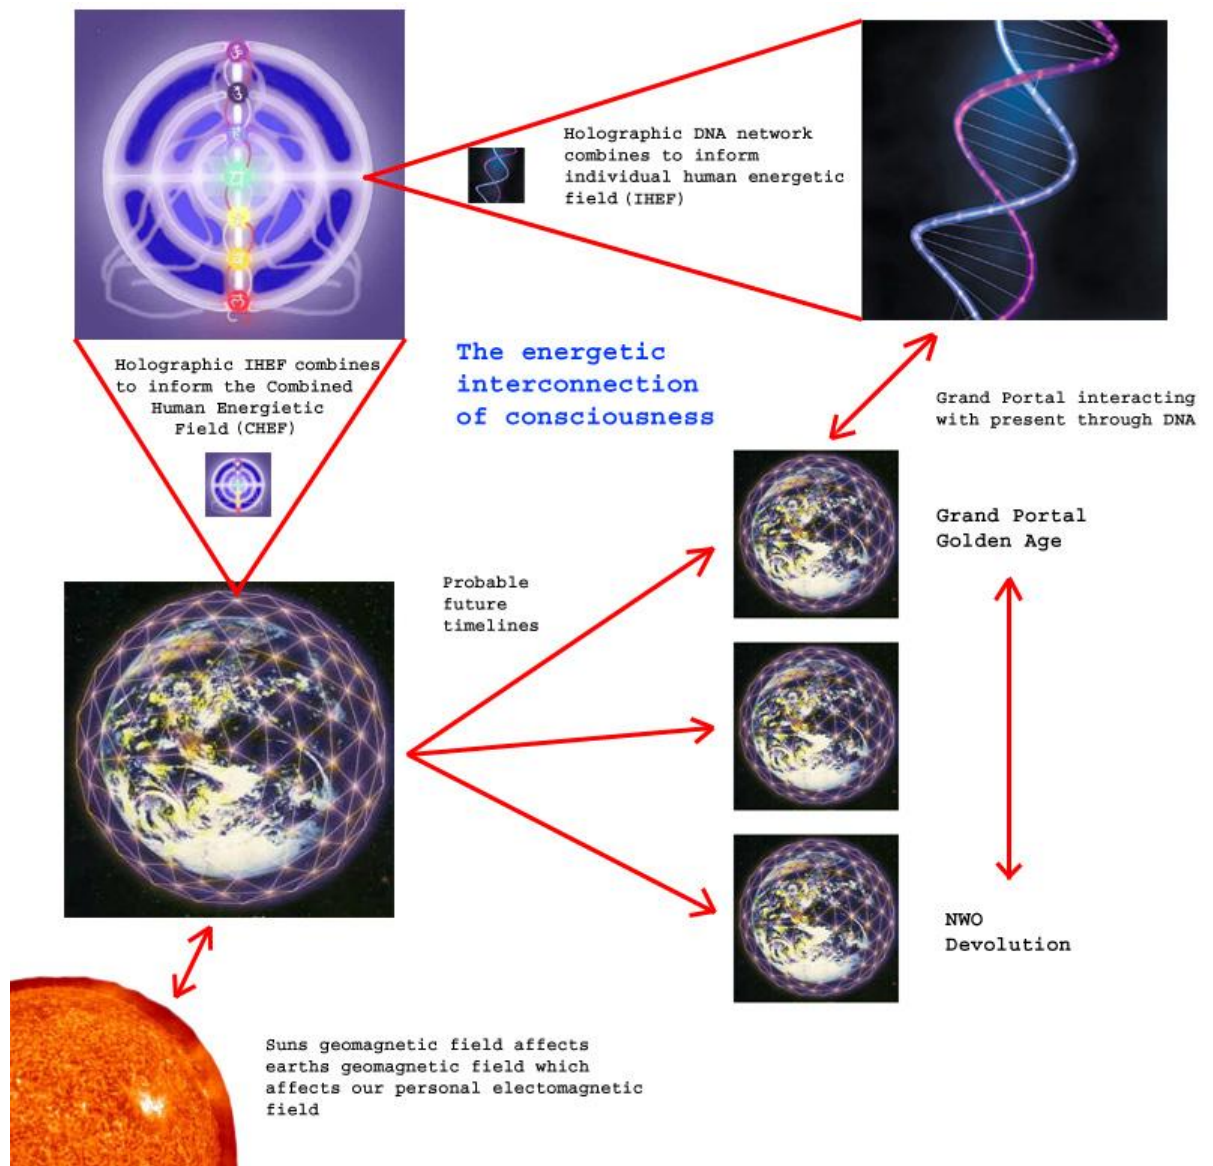 Holographic DNA network
combines to inform
individual human energetic
field (IHEF)
Holographic IHEF combines
to inform the Combined
Human Energietic
Field (CHEF)
The energetic
interconnection
of consciousness
Grand Portal interacting
with present through DNA
Grand Portal
Golden Age
Probable
future
timelines
NWO
Devolution
Suns geomagnetic field affects
earths geomagnetic field which
affects our personal electomagnetic
field